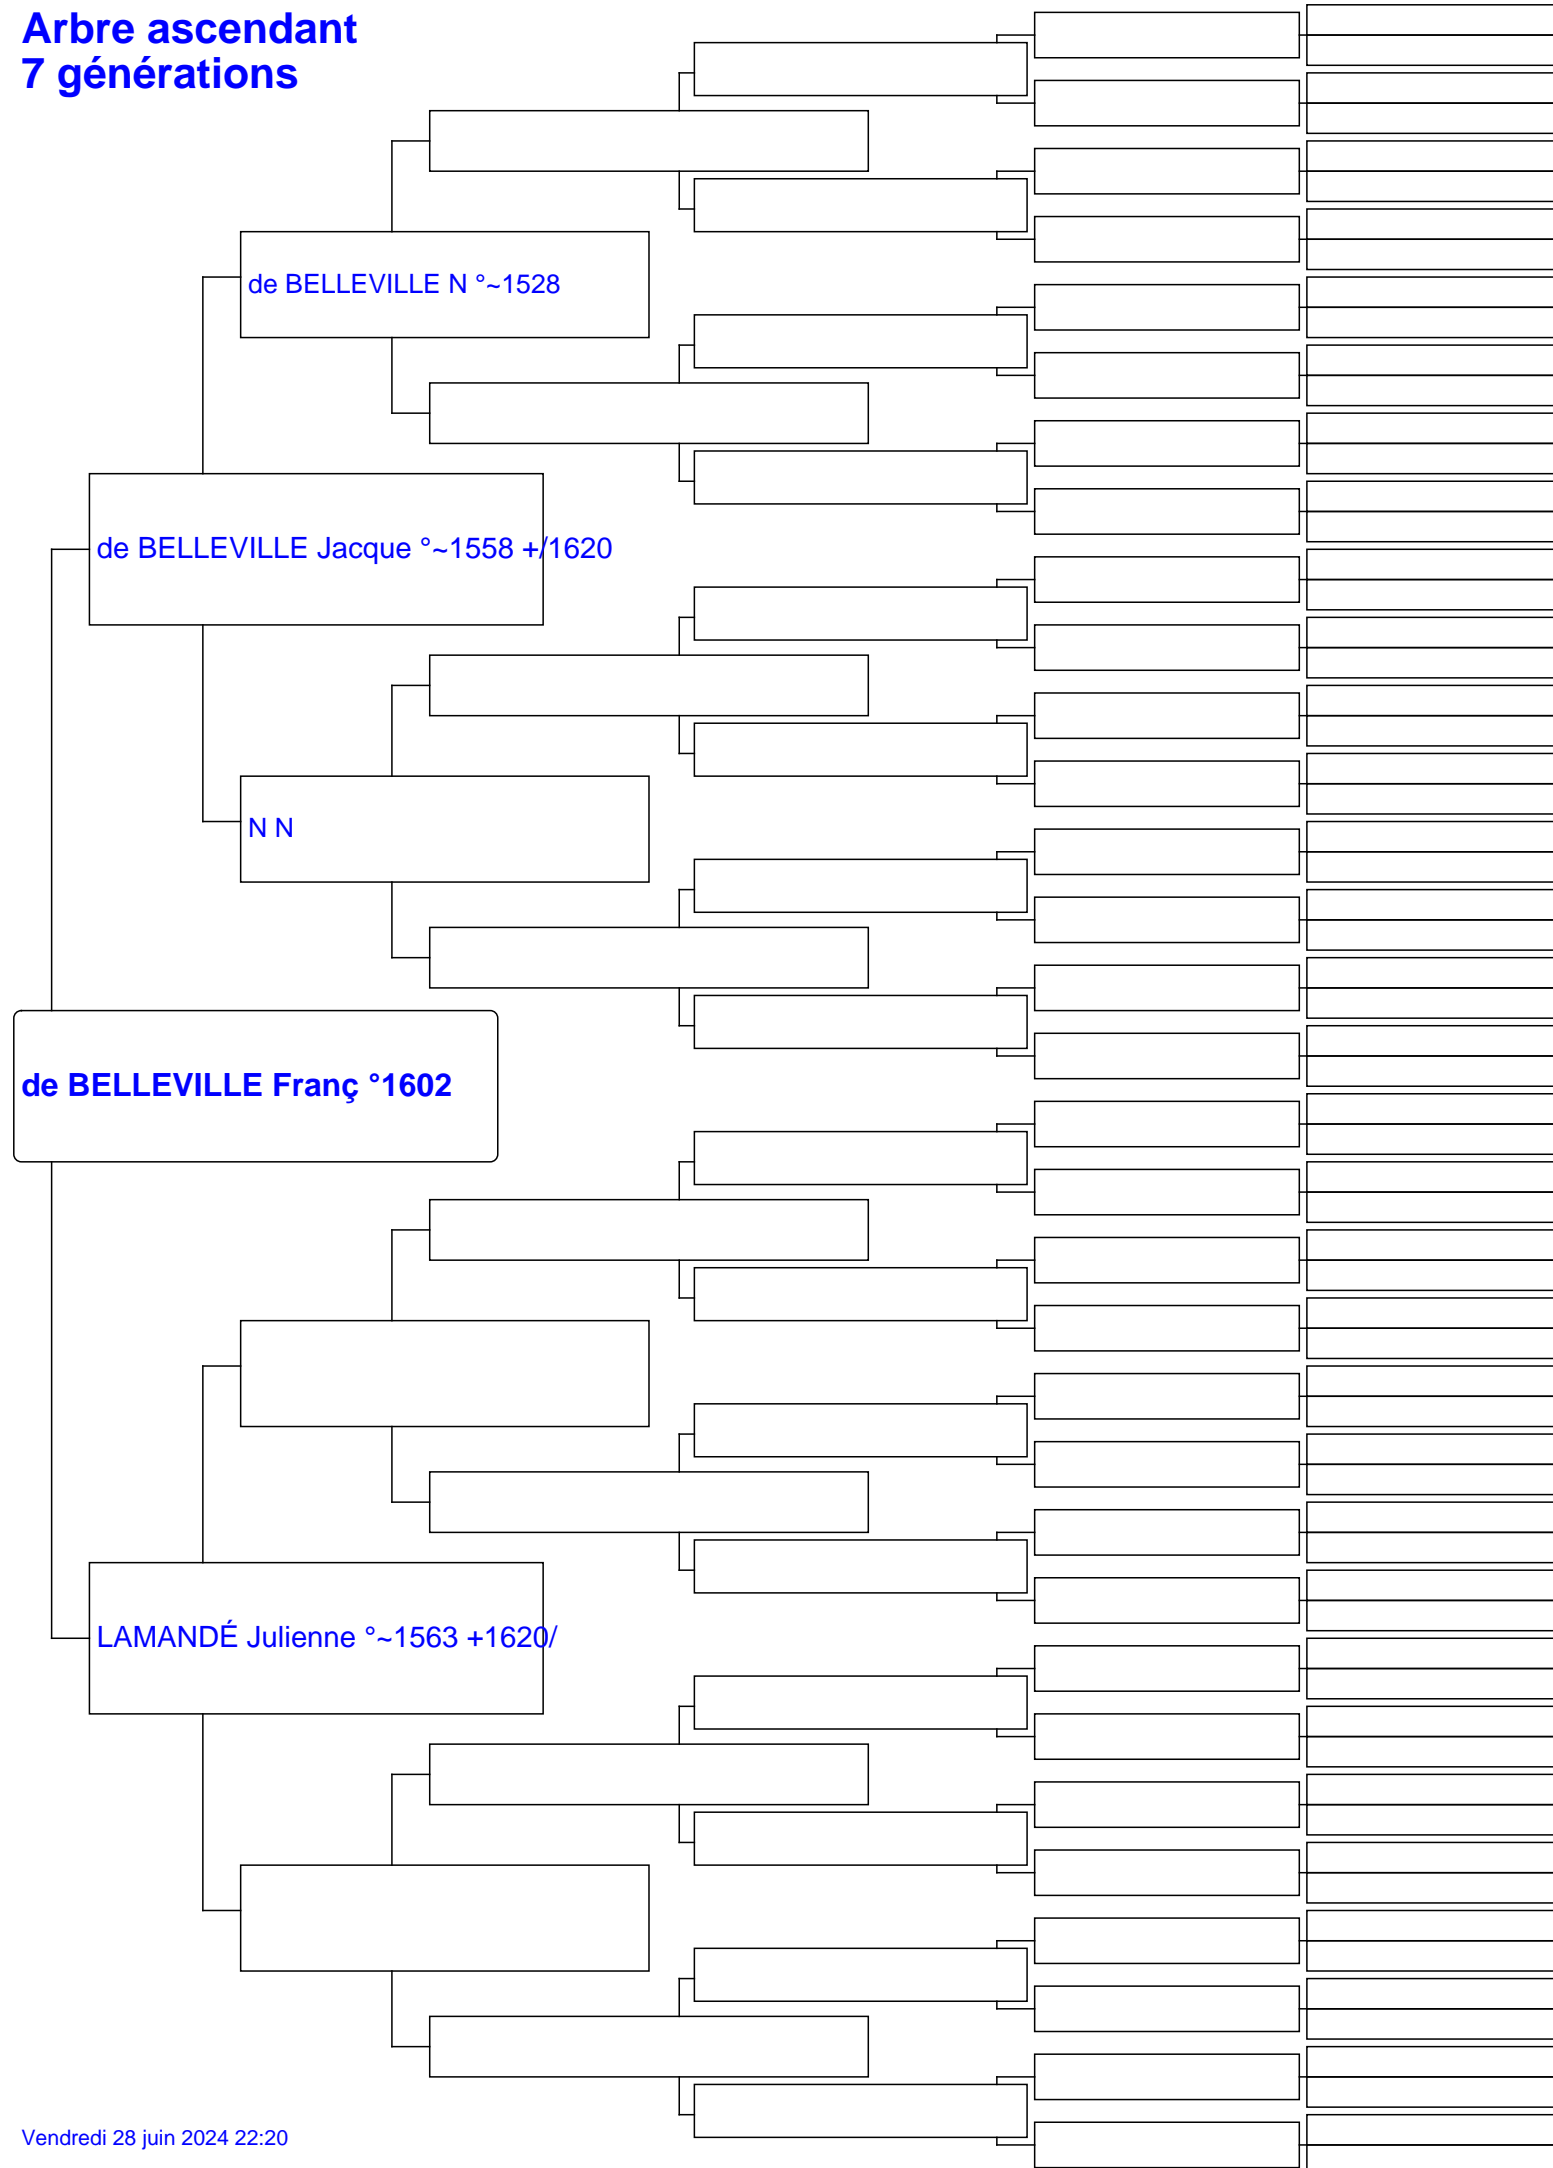 Arbre ascendant
7 générations
de BELLEVILLE N °~1528
de BELLEVILLE Jacque °~1558 +/1620
N N
de BELLEVILLE Franç °1602
LAMANDÉ Julienne °~1563 +1620/
Vendredi 28 juin 2024 22:20